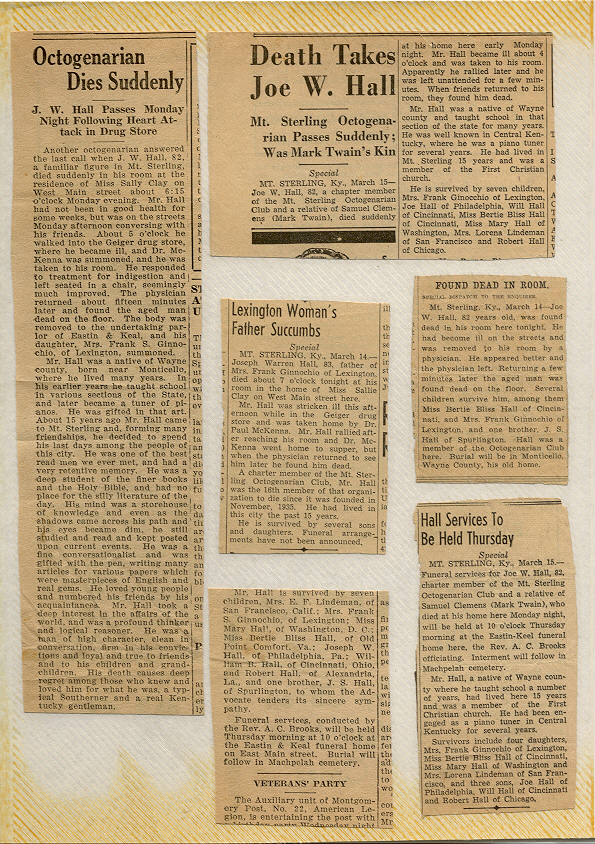 Octogenarian
Dies Suddenly
J. W. Hall Passes Monday
Night Following Heart At-
tack in Drug Store
Another octogenarian answered
the last call when J. W. Hall, 82,
a familiar figure in Mt. Sterling,
died suddenly in his room at the
residence of Miss Sally Clay on
West Main street about 6:15
o'clock Monday evening. Mr. Hall
had not been in good health for
some weeks, but was on the streets
Monday afternoon conversing with
his friends. About 5 o'clock he
walked into the Geiger drug store,
where he became ill, and Dr. Mc-
Kenna was summoned, and he was
taken to his room. He responded
to treatment for indigestion and
left seated in a chair, seemingly
much improved. The physician
returned about fifteen minutes
later and found the aged man
dead on the floor. The body was
removed to the undertaking par-
lor of Eastin & Keal, and his
daughter, Mrs. Frank S. Ginno-
chio, of Lexington, summoned.
Mr. Hall was a native of Wayne
county, born near Monticello,
where he lived many years. In
his earlier years he taught school
in various sections of the State,
and later became a tuner of pi-
anos. He was gifted in that art.
About 15 years ago Mr. Hall came
to Mt. Sterling and, forming many
friendships, he decided to spend
his last days among the people of
this city. He was one of the best
read men we ever met, and had a
very retentive memory. He was a
deep student of the finer books
and the Holy Bible, and had no
place for the silly literature of the
day. His mind was a storehouse
of knowledge and even as the
shadows came across his path and
his eyes became dim, he still
studied and read and kept posted
upon current events. He was a
fine conversationalist and was
gifted with the pen, writing many
articles for various papers which
were masterpieces of English and
real gems. He loved young people
and numbered his friends by his
acquaintances. Mr. Hall took a
deep interest in the affairs of the
world, and was a profound thinker
and logical reasoner. He was a
man of high character, clean in
conversation, firm in his convic-
tions and loyal and true to friends
and to his children and grand-
children. His death causes deep
regret among those who knew and
loved him for what he was, a typ-
ical Southerner and a real Ken-
tucky gentleman.
Death Takes
Joe W. Hall
Mt. Sterling Octogena-
rian Passes Suddenly;
Was Mark Twain's Kin
Special
MT. STERLING, Ky., March 15—
Joe W. Hall, 82, a chapter member
of the Mt. Sterling Octogenarian
Club and a relative of Samuel Clem-
ens (Mark Twain), died suddenly
at his home here early Monday
night. Mr. Hall became ill about 4
o'clock and was taken to his room.
Apparently he rallied later and he
was left unattended for a few min-
utes. When friends returned to his
room, they found him dead.
Mr. Hall was a native of Wayne
county and taught school in that
section of the state for many years.
He was well known in Central Ken-
tucky, where he was a piano tuner
for several years. He had lived in
Mt. Sterling 15 years and was a
member of the First Christian
church.
He is survived by seven children,
Mrs. Frank Ginocchio of Lexington,
Joe Hall of Philadelphia, Will Hall
of Cincinnati, Miss Bertie Bliss Hall
of Cincinnati, Miss Mary Hall of
Washington, Mrs. Lorena Lindeman
of San Francisco and Robert Hall
of Chicago.
Lexington Woman's
Father Succumbs
Special
MT. STERLING, Ky., March 14.—
Joseph Warren Hall, 83, father of
Mrs. Frank Ginnochio of Lexington,
died about 7 o'clock tonight at his
room in the home of Miss Sallie
Clay on West Main street here.
Mr. Hall was stricken ill this aft-
ernoon while in the Geiger drug
store and was taken home by Dr.
Paul McKenna. Mr. Hall rallied aft-
er reaching his room and Dr. Mc-
Kenna went home to supper, but
when the physician returned to see
him later he found him dead.
A charter member of the Mt. Ster-
ling Octogenarian Club, Mr. Hall
was the 16th member of that organi-
zation to die since it was founded in
November, 1935. He had lived in
this city the past 15 years.
He is survived by several sons
and daughters. Funeral arrange-
ments have not been announced.
FOUND DEAD IN ROOM.
SPECIAL DISPATCH TO THE ENQUIRER.
Mt. Sterling, Ky., March 14—Joe
W. Hall, 82 years old, was found
dead in his room here tonight. He
had become ill on the streets and
was removed to his room by a
physician. He appeared better and
the physician left. Returning a few
minutes later the aged man was
found dead on the floor. Several
children survive him, among them
Miss Bertie Bliss Hall of Cincin-
nati, and Mrs. Frank Ginnochio of
Lexington, and one brother, J. S.
Hall of Spurlington. Hall was a
member of the Octogenarian Club
here. Burial will be in Monticello,
Wayne County, his old home.
Mr. Hall is survived by seven
children, Mrs. E. F. Lindeman, of
San Francisco, Calif.; Mrs. Frank
S. Ginnochio, of Lexington; Miss
Mary Hall, of Washington, D. C.;
Miss Bertie Bliss Hall, of Old
Point Comfort, Va.; Joseph W.
Hall, of Philadelphia, Pa.; Wil-
liam B. Hall, of Cincinnati, Ohio,
and Robert Hall, of Alexandria,
La., and one brother, J. S. Hall,
of Spurlington, to whom the Ad-
vocate tenders its sincere sym-
pathy.
Funeral services, conducted by
the Rev. A. C. Brooks, will be held
Thursday morning at 10 o'clock at
the Eastin & Keal funeral home
on East Main street. Burial will
follow in Machpelah cemetery.
VETERANS' PARTY
The Auxiliary unit of Montgom-
ery Post, No. 22, American Le-
gion, is entertaining the post with
birthday party Wednesday night
Hall Services To
Be Held Thursday
Special
MT. STERLING, Ky., March 15.—
Funeral services for Joe W. Hall, 82,
charter member of the Mt. Sterling
Octogenarian Club and a relative of
Samuel Clemens (Mark Twain), who
died at his home here Monday night,
will be held at 10 o'clock Thursday
morning at the Eastin-Keel funeral
home here, the Rev. A. C. Brooks
officiating. Interment will follow in
Machpelah cemetery.
Mr. Hall, a native of Wayne coun-
ty where he taught school a number
of years, had lived here 15 years
and was a member of the First
Christian church. He had been en-
gaged as a piano tuner in Central
Kentucky for several years.
Survivors include four daughters,
Mrs. Frank Ginnochio of Lexington,
Miss Bertie Bliss Hall of Cincinnati,
Miss Mary Hall of Washington and
Mrs. Lorena Lindeman of San Fran-
cisco, and three sons, Joe Hall of
Philadelphia, Will Hall of Cincinnati
and Robert Hall of Chicago.